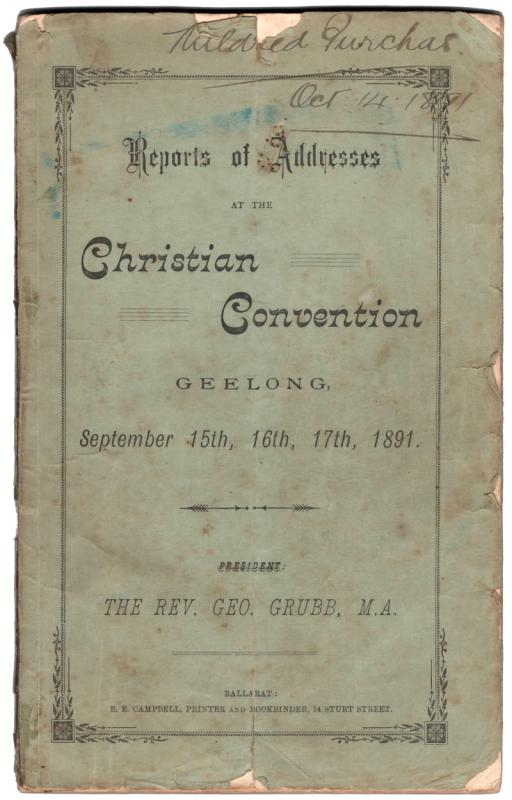 Mildred Purchas.
Oct 14. 1891
Reports of Addresses
AT THE
Christian
Convention
GEELONG,
September 15th, 16th, 17th, 1891.
PRESIDENT:
THE REV. GEO. GRUBB, M.A.
BALLARAT:
E. E. CAMPBELL, PRINTER AND BOOKBINDER, 14 STURT STREET.